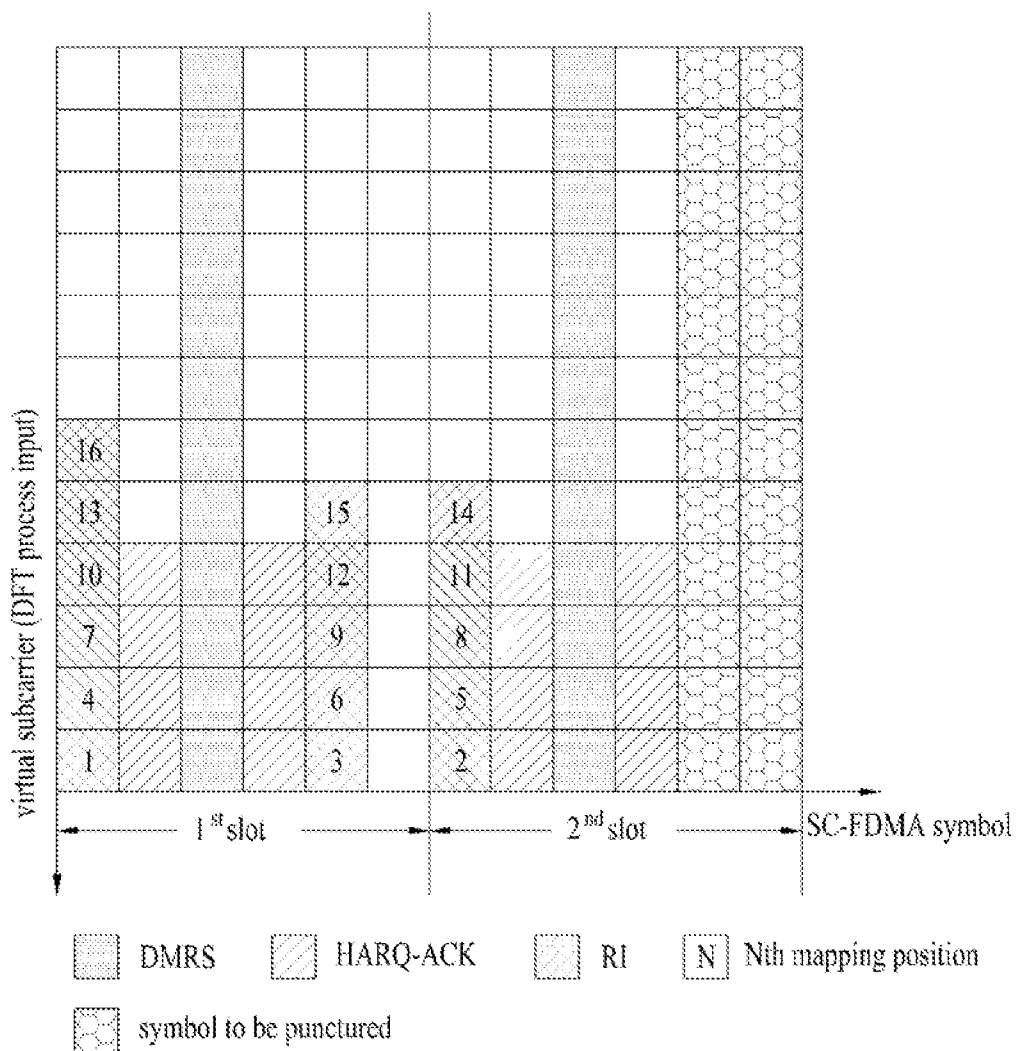 virtual subcarrier (DFT process input)
16
13 15 14
10 12 11
7 9 8
4 6 5
1 3 2
1st slot 2nd slot SC-FDMA symbol
DMRS HARQ-ACK RI N Nth mapping position
symbol to be punctured